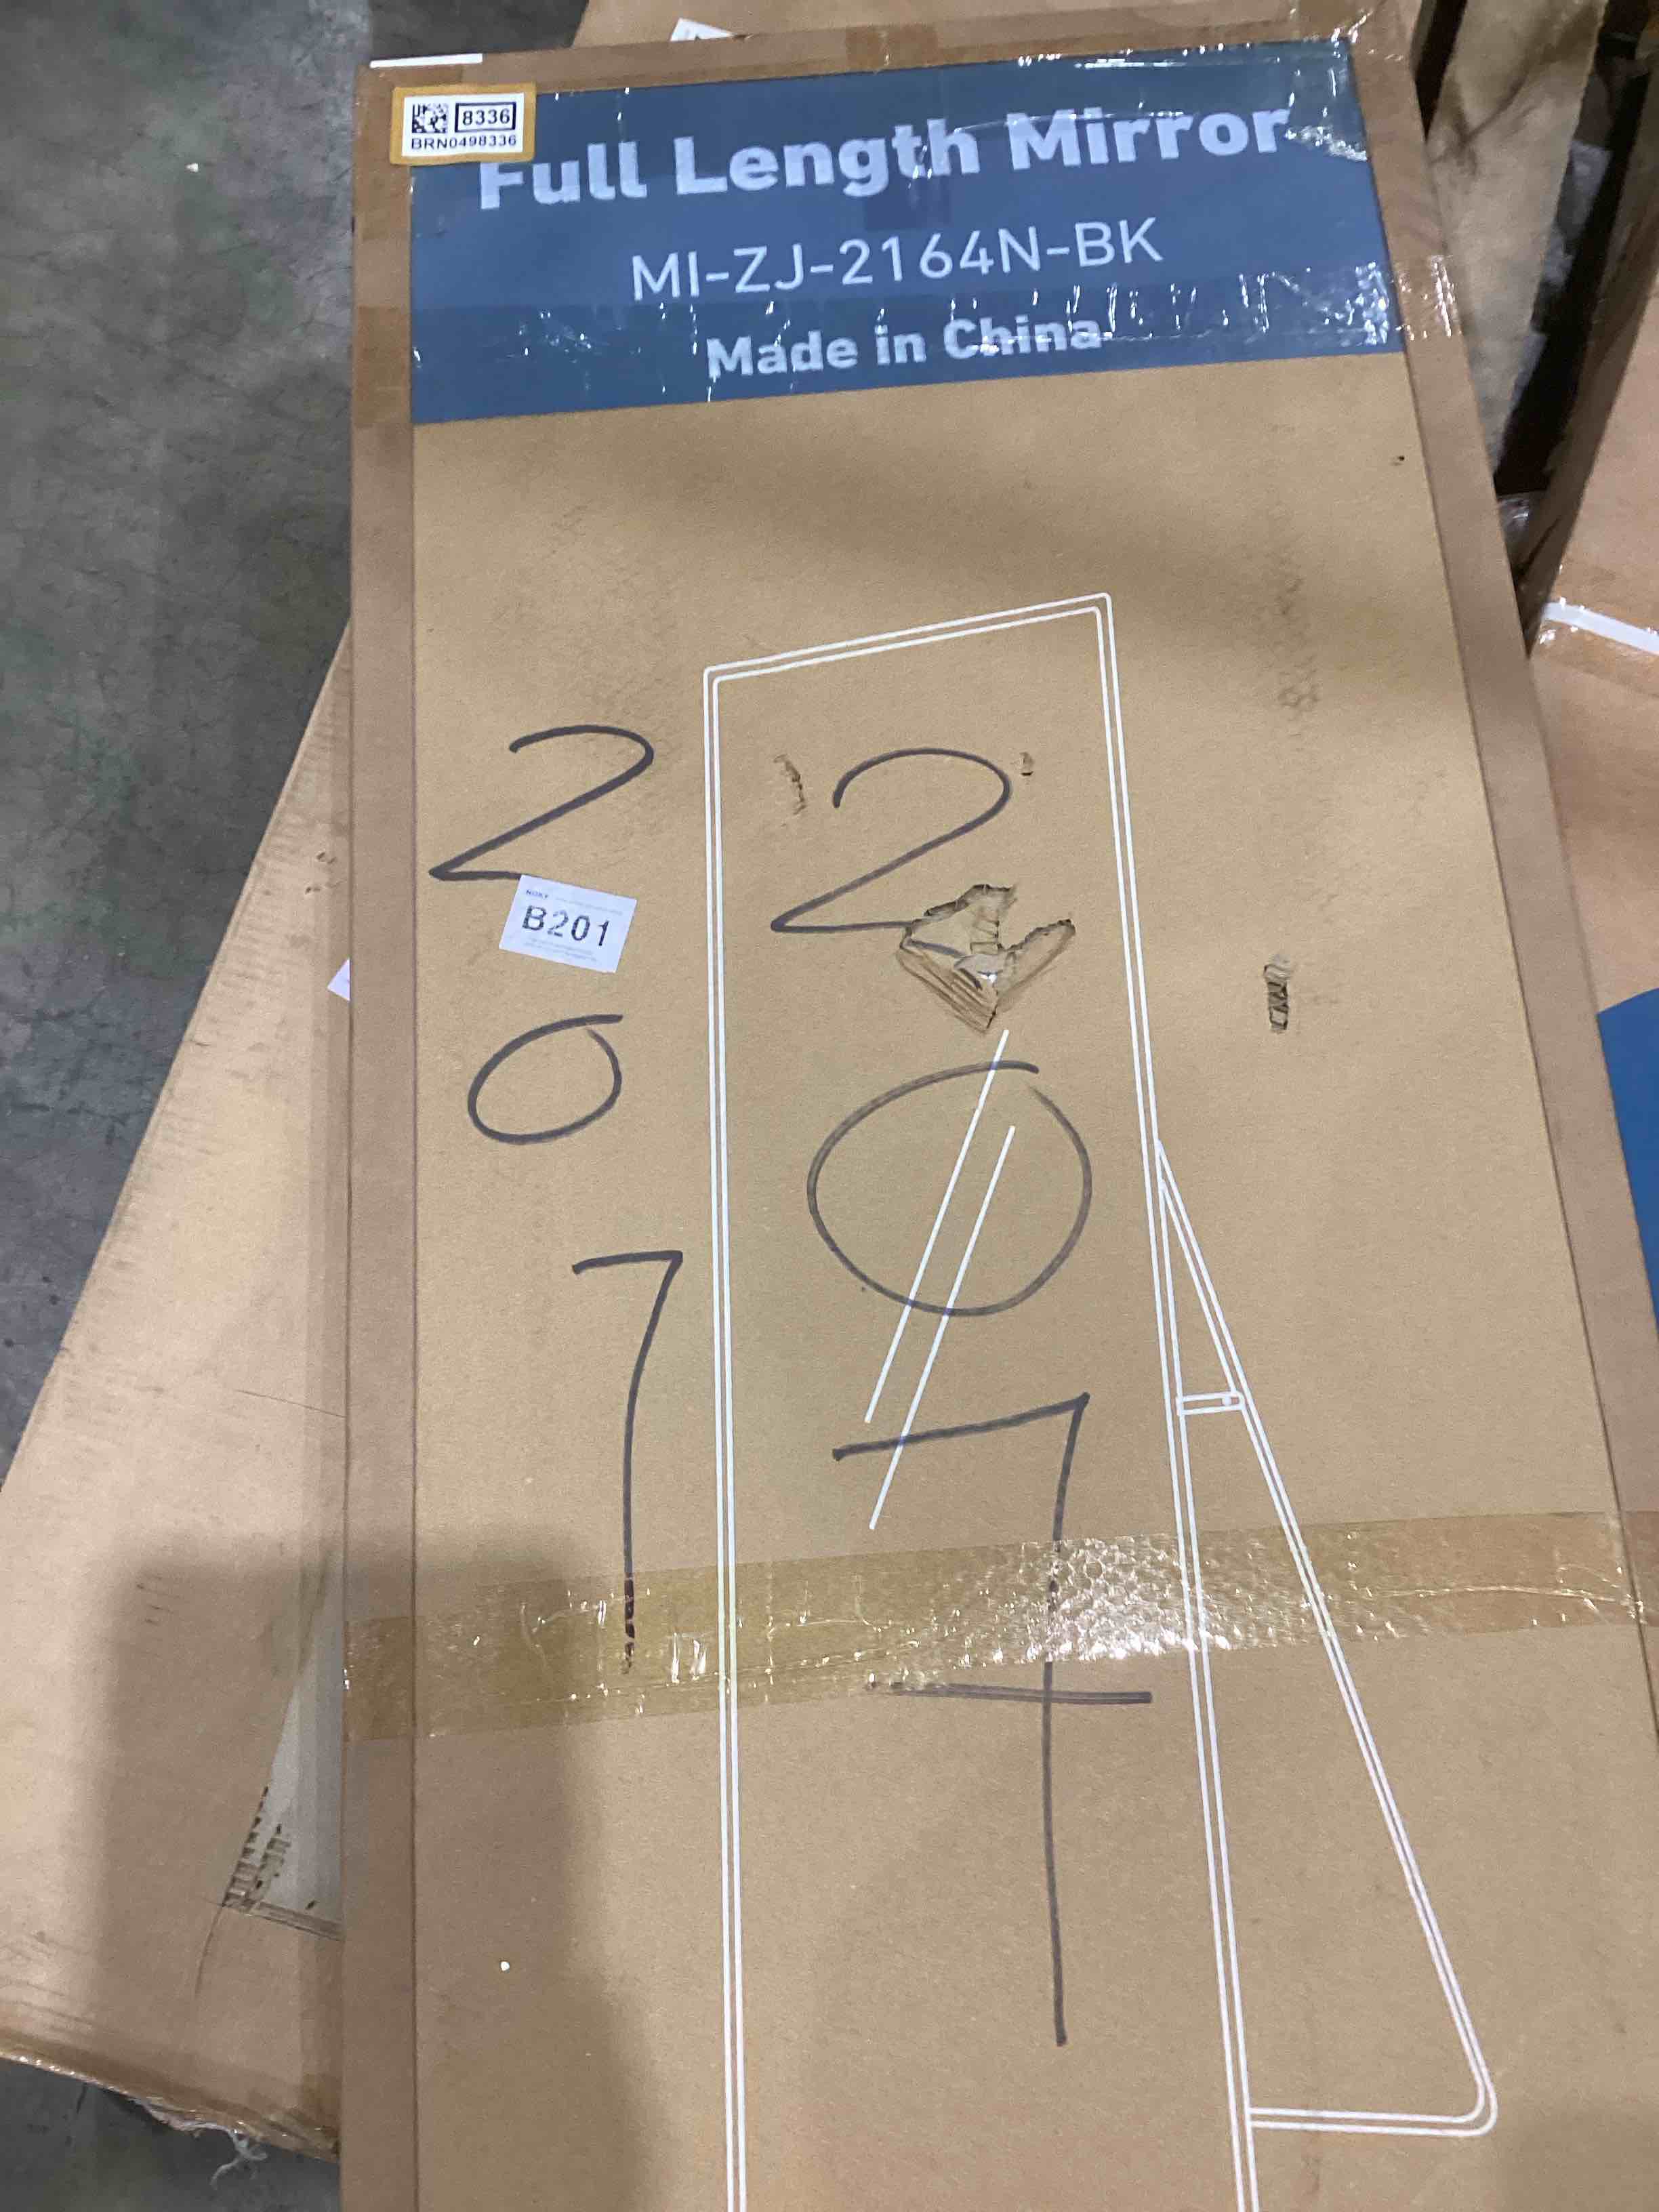 8336
BRN0498336
Full Length Mirror
MI-ZJ-2164N-BK
Made in China
2
2
B201
0
0
7
7